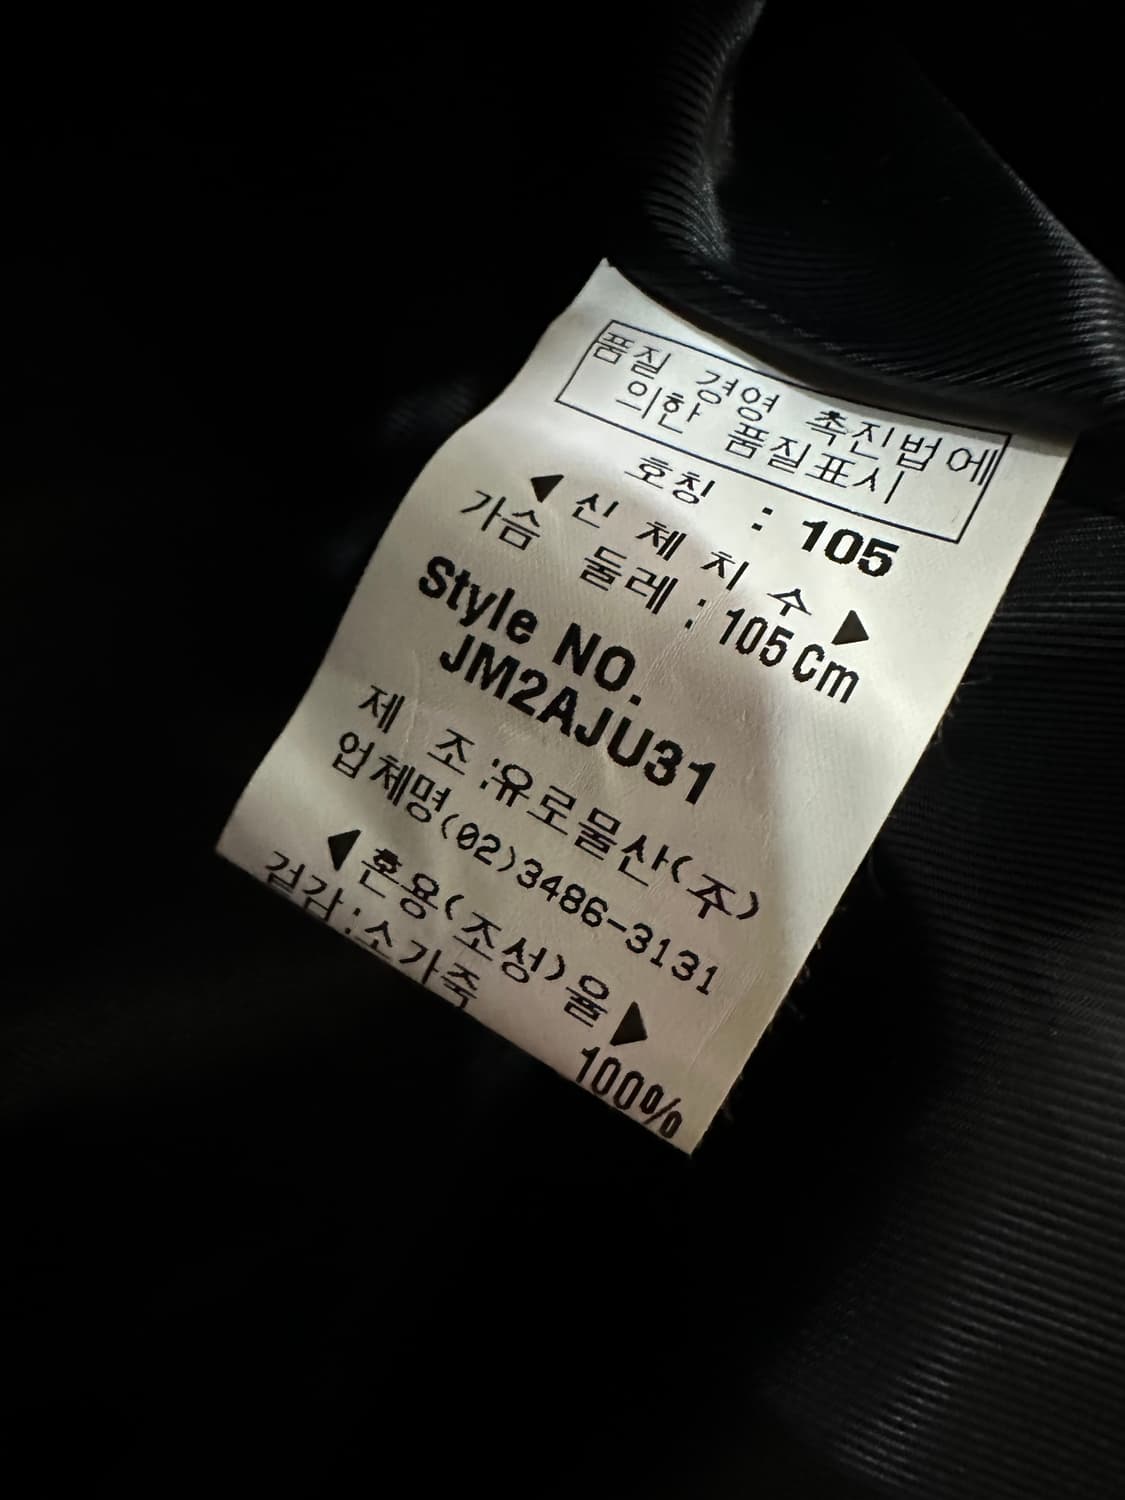 품질 경영 촉진법에
의한 품질표시
호칭 : 105
◀ 신 체 치 수 ▶
가슴 둘레 : 105Cm
Style NO.
JM2AJU31
제 조 :유로물산(주)
업체명(02)3486-3131
◀혼용(조성)율▶
겉감:소가죽 100%